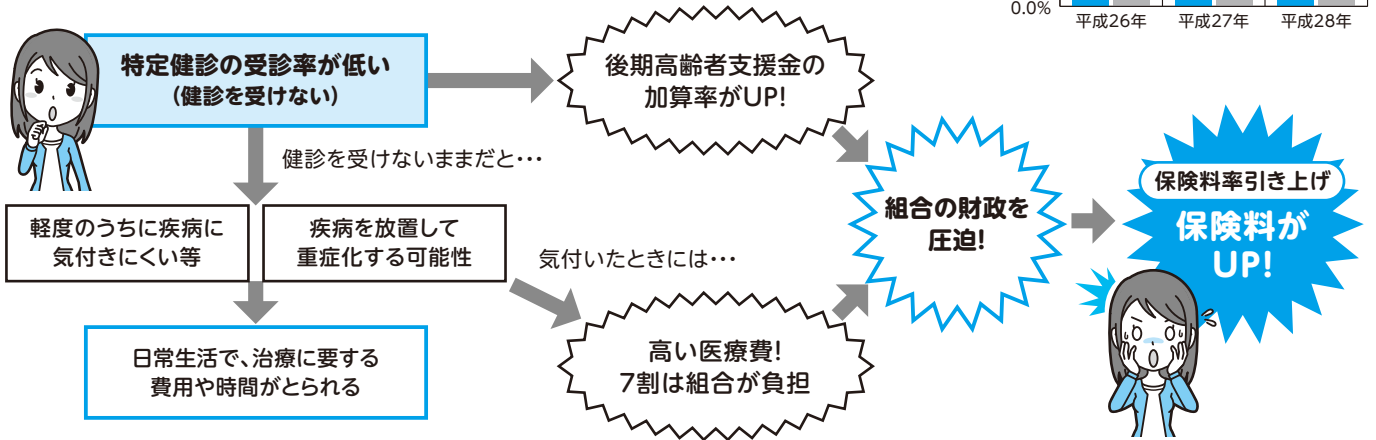 0.0%
平成26年
平成27年
平成28年
特定健診の受診率が低い
(健診を受けない)
後期高齢者支援金の
加算率がUP!
健診を受けないままだと･･･
軽度のうちに疾病に
気付きにくい等
疾病を放置して
重症化する可能性
気付いたときには･･･
日常生活で、治療に要する
費用や時間がとられる
高い医療費!
7割は組合が負担
組合の財政を
圧迫!
保険料率引き上げ
保険料が
UP!